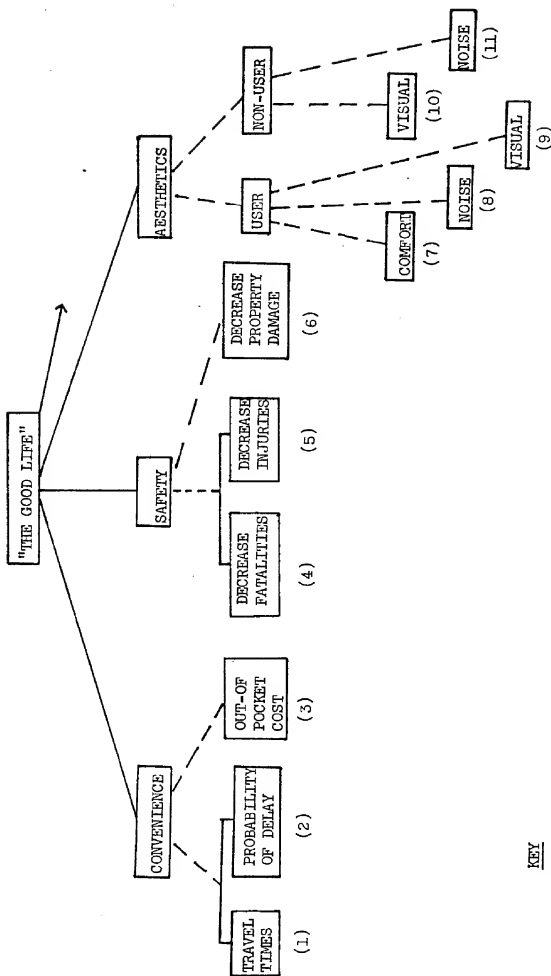 "THE GOOD LIFE"
CONVENIENCE
SAFETY
AESTHETICS
TRAVEL
TIMES
PROBABILITY
OF DELAY
OUT-OF
POCKET
COST
DECREASE
FATALITIES
DECREASE
INJURIES
DECREASE
PROPERTY
DAMAGE
USER
NON-USER
COMFORT
NOISE
VISUAL
VISUAL
NOISE
(1)
(2)
(3)
(4)
(5)
(6)
(7)
(8)
(9)
(10)
(11)
KEY